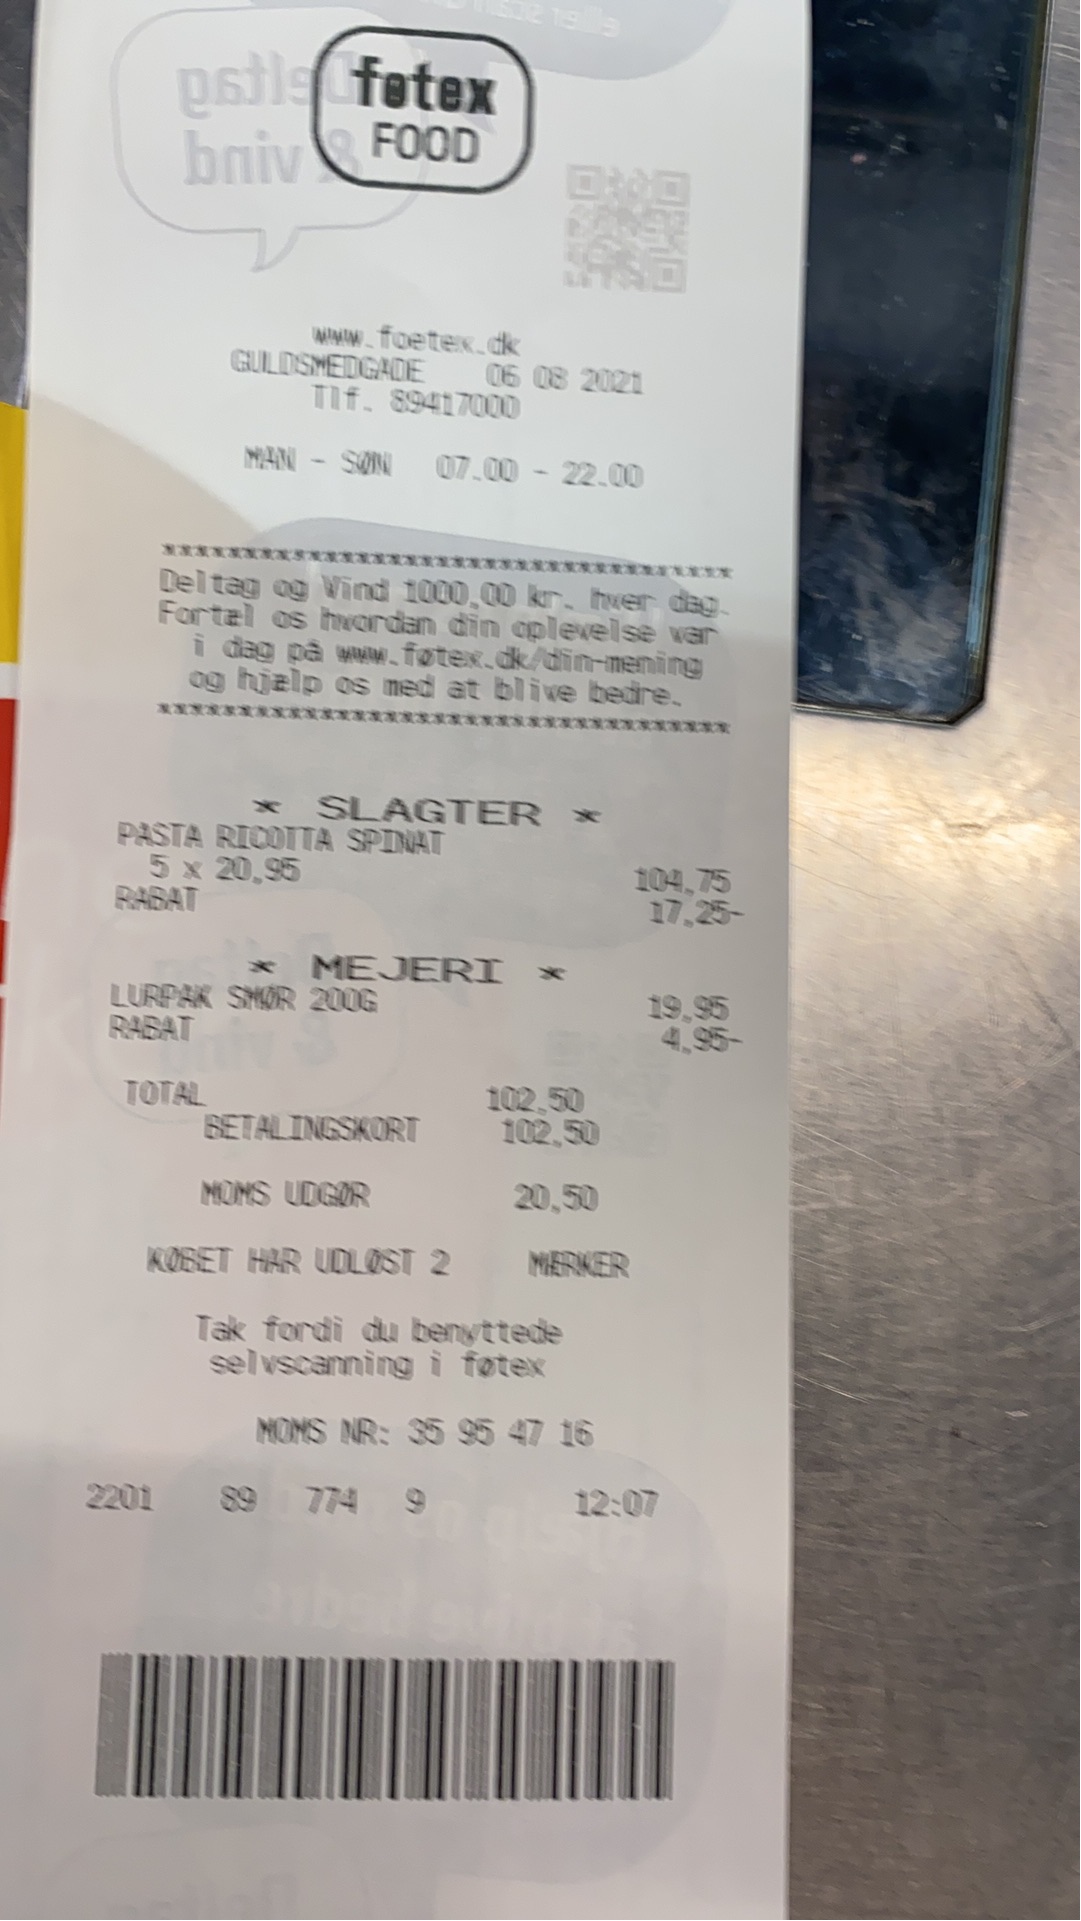 føtex
FOOD
Deltag
& vind
www.foetex.dk
GULDSMEDGADE 06 08 2021
Tlf. 89417000
MAN - SØN 07.00 - 22.00
****************************************
Deltag og Vind 1000,00 kr. hver dag.
Fortæl os hvordan din oplevelse var
i dag på www.føtex.dk/din-mening
og hjælp os med at blive bedre.
****************************************
* SLAGTER *
PASTA RICOTTA SPINAT
5 x 20,95 104,75
RABAT 17,25-
* MEJERI *
LURPAK SMØR 200G 19,95
RABAT 4,95-
TOTAL 102,50
BETALINGSKORT 102,50
MOMS UDGØR 20,50
KØBET HAR UDLØST 2 MÆRKER
Tak fordi du benyttede
selvscanning i føtex
MOMS NR: 35 95 47 16
2201 89 774 9 12:07